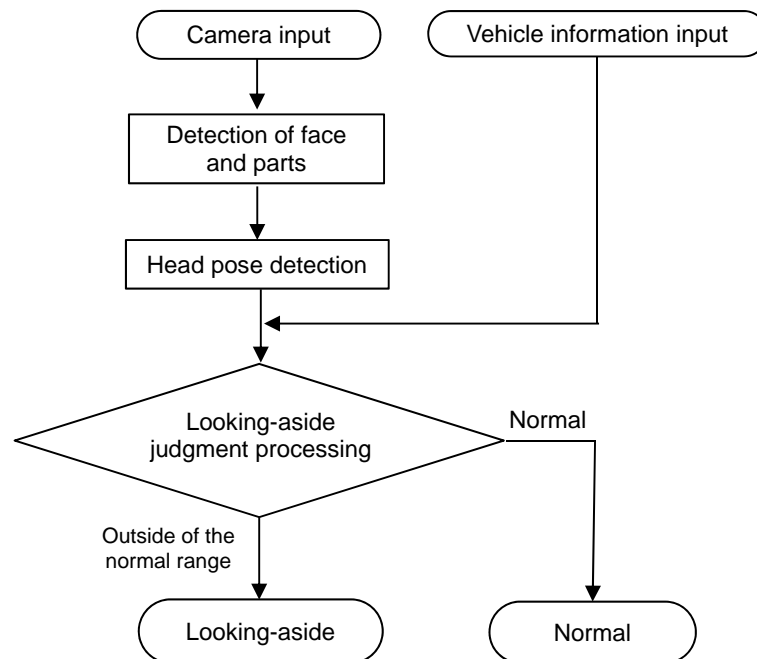 Camera input
Vehicle information input
Detection of face
and parts
Head pose detection
Looking-aside
judgment processing
Normal
Outside of the
normal range
Looking-aside
Normal